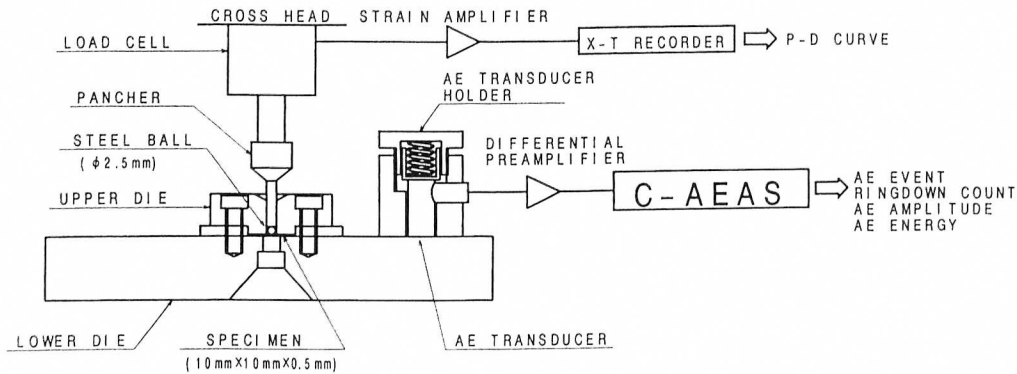 CROSS HEAD
STRAIN AMPLIFIER
LOAD CELL
X-T RECORDER
P-D CURVE
PANCHER
AE TRANSDUCER
HOLDER
STEEL BALL
(φ2.5mm)
DIFFERENTIAL
PREAMPLIFIER
UPPER DIE
C-AEAS
AE EVENT
RINGDOWN COUNT
AE AMPLITUDE
AE ENERGY
LOWER DIE
SPECIMEN
(10mm×10mm×0.5mm)
AE TRANSDUCER